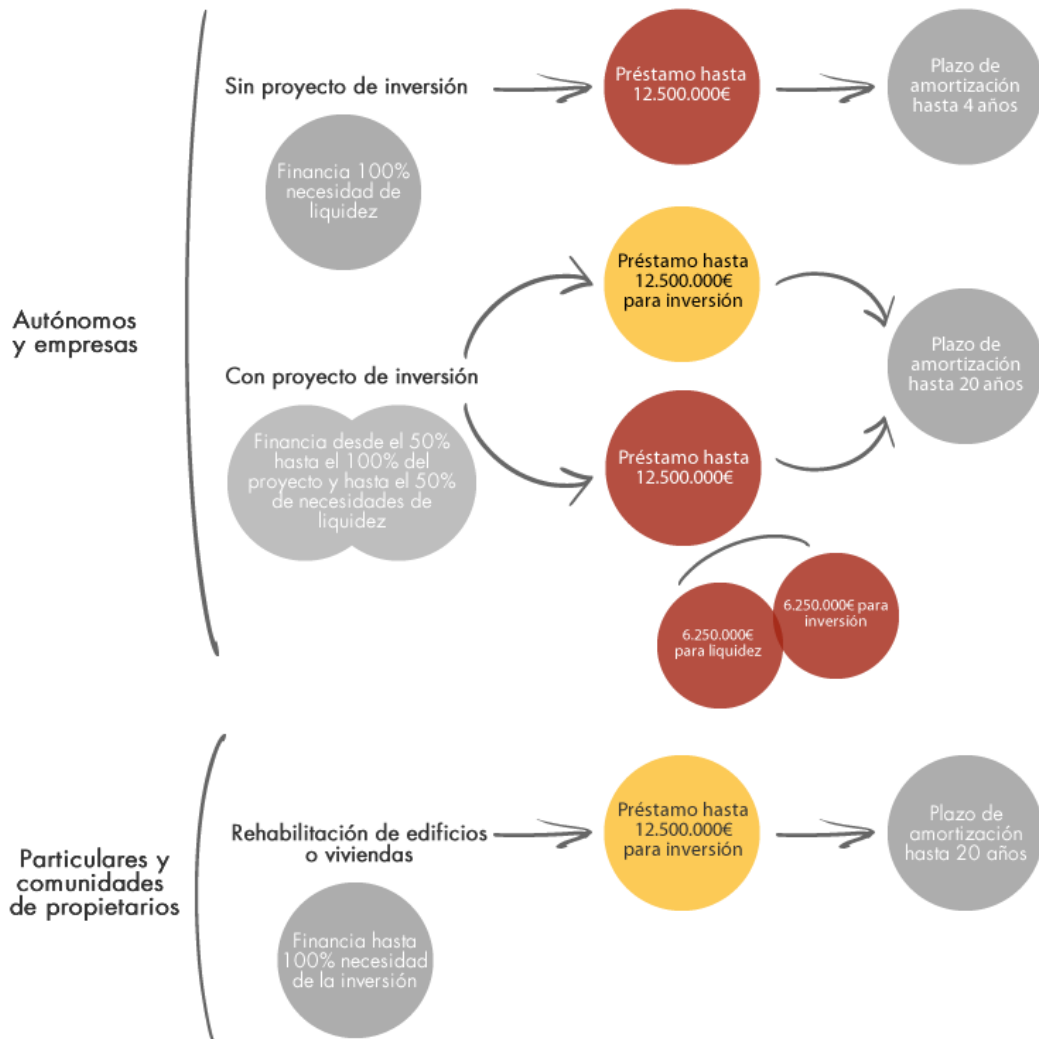 Autónomos
y empresas
Sin proyecto de inversión
Financia 100%
necesidad de
liquidez
Préstamo hasta
12.500.000€
Plazo de
amortización
hasta 4 años
Con proyecto de inversión
Financia desde el 50%
hasta el 100% del
proyecto y hasta el 50%
de necesidades de
liquidez
Préstamo hasta
12.500.000€
para inversión
Préstamo hasta
12.500.000€
6.250.000€
para liquidez
6.250.000€ para
inversión
Plazo de
amortización
hasta 20 años
Particulares y
comunidades
de propietarios
Rehabilitación de edificios
o viviendas
Financia hasta
100% necesidad
de la inversión
Préstamo hasta
12.500.000€
para inversión
Plazo de
amortización
hasta 20 años